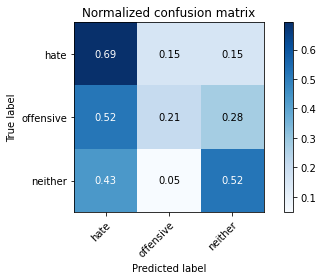 Normalized confusion matrix
True label
hate 0.69 0.15 0.15
offensive 0.52 0.21 0.28
neither 0.43 0.05 0.52
hate offensive neither
Predicted label
0.6
0.5
0.4
0.3
0.2
0.1